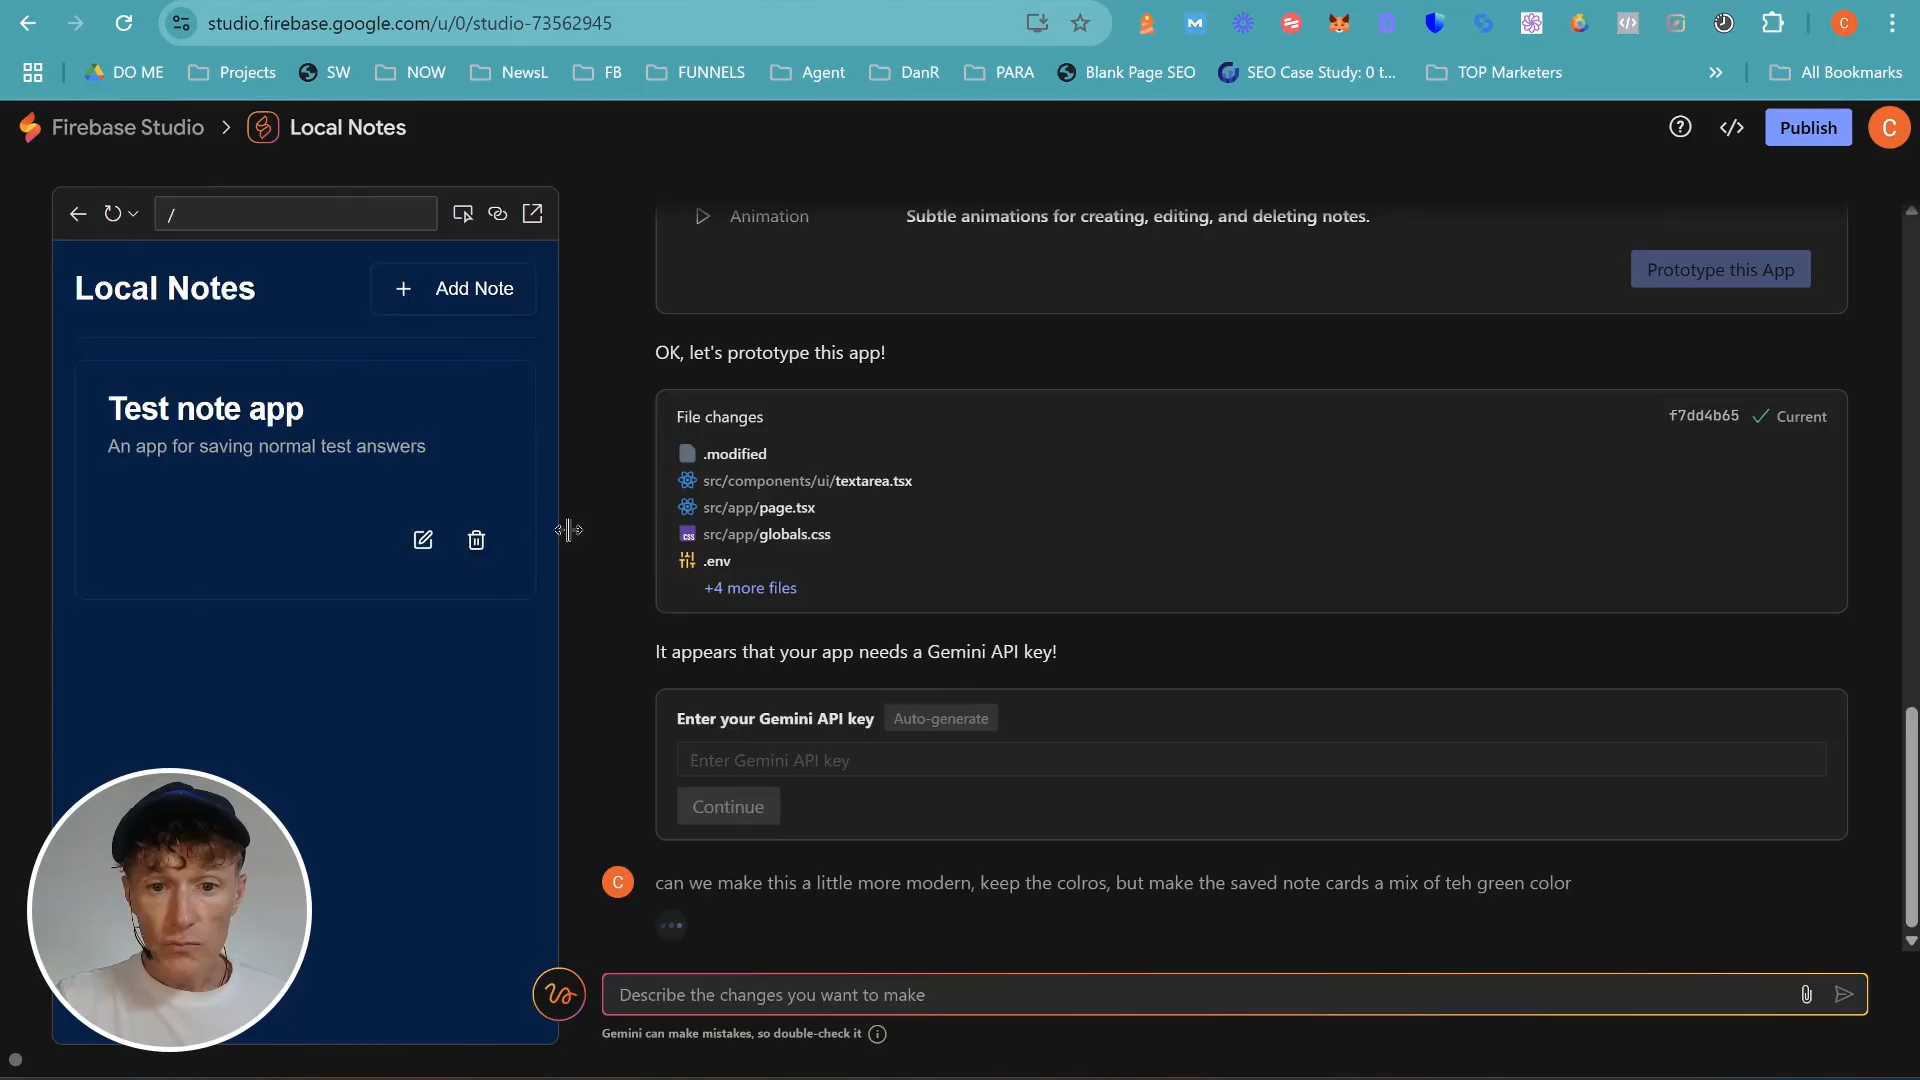 studio.firebase.google.com/u/0/studio-73562945
DO ME
Projects
SW
NOW
NewsL
FB
FUNNELS
Agent
DanR
PARA
Blank Page SEO
SEO Case Study: 0 t...
TOP Marketers
All Bookmarks
Firebase Studio > Local Notes
Publish
C
/
Local Notes
+ Add Note
Test note app
An app for saving normal test answers
Animation
Subtle animations for creating, editing, and deleting notes.
Prototype this App
OK, let's prototype this app!
File changes
f7dd4b65 Current
.modified
src/components/ui/textarea.tsx
src/app/page.tsx
src/app/globals.css
.env
+4 more files
It appears that your app needs a Gemini API key!
Enter your Gemini API key Auto-generate
Enter Gemini API key
Continue
C can we make this a little more modern, keep the colros, but make the saved note cards a mix of teh green color
Describe the changes you want to make
Gemini can make mistakes, so double-check it